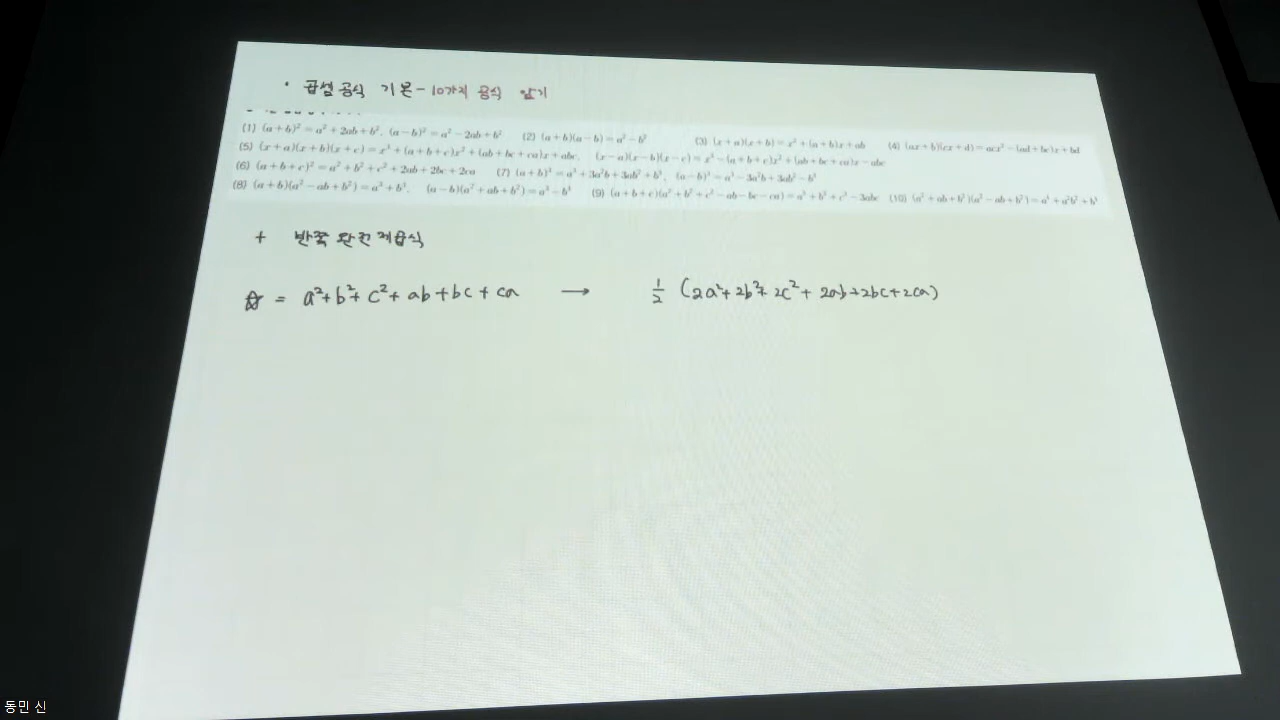 · 곱셈공식 기본 - 10가지 공식 암기
(1) (a+b)² = a² + 2ab + b², (a−b)² = a² − 2ab + b² (2) (a+b)(a−b) = a² − b² (3) (x+a)(x+b) = x² + (a+b)x + ab (4) (ax+b)(cx+d) = acx² + (ad+bc)x + bd
(5) (x+a)(x+b)(x+c) = x³ + (a+b+c)x² + (ab+bc+ca)x + abc, (x−a)(x−b)(x−c) = x³ − (a+b+c)x² + (ab+bc+ca)x − abc
(6) (a+b+c)² = a² + b² + c² + 2ab + 2bc + 2ca (7) (a+b)³ = a³ + 3a²b + 3ab² + b³, (a−b)³ = a³ − 3a²b + 3ab² − b³
(8) (a+b)(a² − ab + b²) = a³ + b³, (a−b)(a² + ab + b²) = a³ − b³ (9) (a+b+c)(a² + b² + c² − ab − bc − ca) = a³ + b³ + c³ − 3abc (10) (a² + ab + b²)(a² − ab + b²) = a⁴ + a²b² + b⁴
+ 반쪽 완전제곱식
☆ = a²+b²+c²+ab+bc+ca → ½ (2a²+2b²+2c²+2ab+2bc+2ca)
동민 신